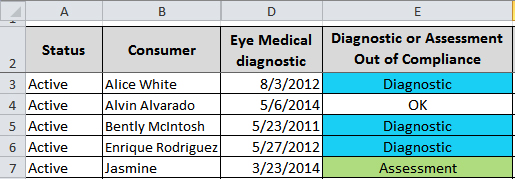 A B D E
1
2 Status Consumer Eye Medical diagnostic Diagnostic or Assessment Out of Compliance
3 Active Alice White 8/3/2012 Diagnostic
4 Active Alvin Alvarado 5/6/2014 OK
5 Active Bently McIntosh 5/23/2011 Diagnostic
6 Active Enrique Rodriguez 5/27/2012 Diagnostic
7 Active Jasmine 3/23/2014 Assessment